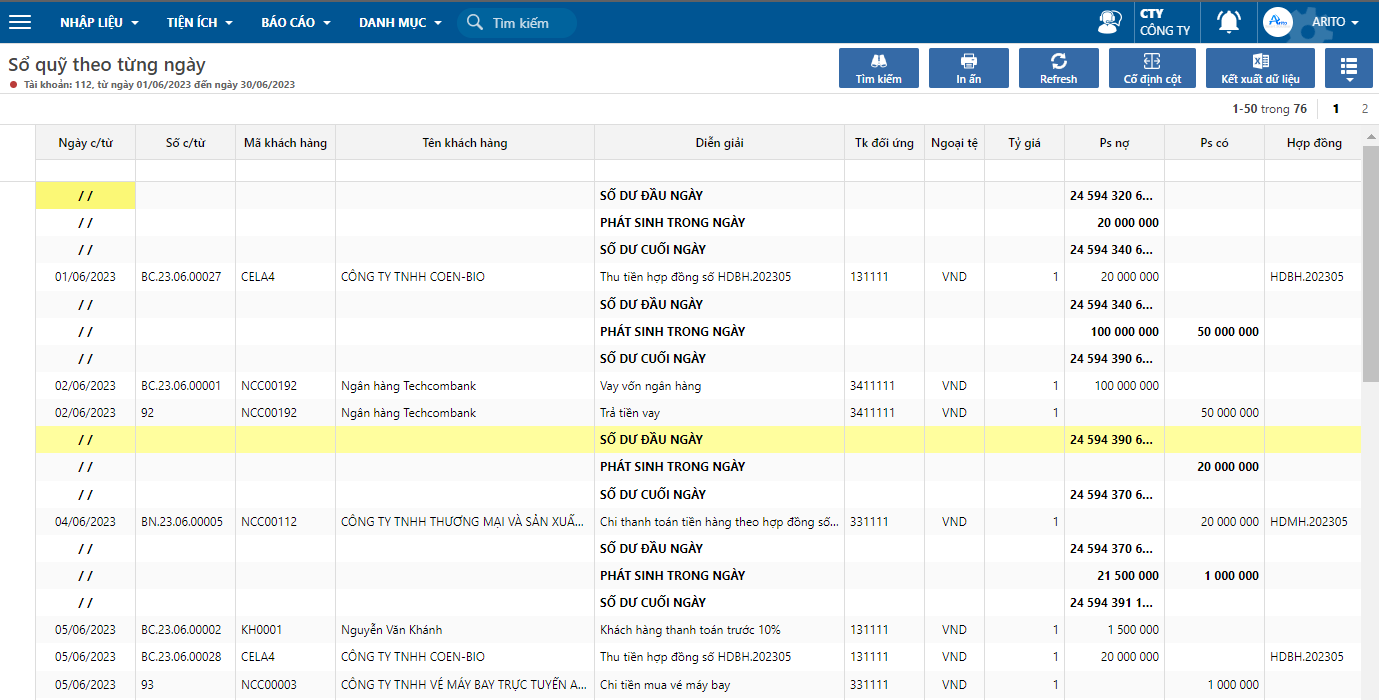 NHẬP LIỆU TIỆN ÍCH BÁO CÁO DANH MỤC Tìm kiếm CTY CÔNG TY Arito ARITO
Sổ quỹ theo từng ngày
Tài khoản: 112, từ ngày 01/06/2023 đến ngày 30/06/2023
Tìm kiếm In ấn Refresh Cố định cột Kết xuất dữ liệu
1-50 trong 76 1 2
Ngày c/từ Số c/từ Mã khách hàng Tên khách hàng Diễn giải Tk đối ứng Ngoại tệ Tỷ giá Ps nợ Ps có Hợp đồng
/ / SỐ DƯ ĐẦU NGÀY 24 594 320 6...
/ / PHÁT SINH TRONG NGÀY 20 000 000
/ / SỐ DƯ CUỐI NGÀY 24 594 340 6...
01/06/2023 BC.23.06.00027 CELA4 CÔNG TY TNHH COEN-BIO Thu tiền hợp đồng số HDBH.202305 131111 VND 1 20 000 000 HDBH.202305
/ / SỐ DƯ ĐẦU NGÀY 24 594 340 6...
/ / PHÁT SINH TRONG NGÀY 100 000 000 50 000 000
/ / SỐ DƯ CUỐI NGÀY 24 594 390 6...
02/06/2023 BC.23.06.00001 NCC00192 Ngân hàng Techcombank Vay vốn ngân hàng 3411111 VND 1 100 000 000
02/06/2023 92 NCC00192 Ngân hàng Techcombank Trả tiền vay 3411111 VND 1 50 000 000
/ / SỐ DƯ ĐẦU NGÀY 24 594 390 6...
/ / PHÁT SINH TRONG NGÀY 20 000 000
/ / SỐ DƯ CUỐI NGÀY 24 594 370 6...
04/06/2023 BN.23.06.00005 NCC00112 CÔNG TY TNHH THƯƠNG MẠI VÀ SẢN XUẤ... Chi thanh toán tiền hàng theo hợp đồng số... 331111 VND 1 20 000 000 HDMH.202305
/ / SỐ DƯ ĐẦU NGÀY 24 594 370 6...
/ / PHÁT SINH TRONG NGÀY 21 500 000 1 000 000
/ / SỐ DƯ CUỐI NGÀY 24 594 391 1...
05/06/2023 BC.23.06.00002 KH0001 Nguyễn Văn Khánh Khách hàng thanh toán trước 10% 131111 VND 1 1 500 000
05/06/2023 BC.23.06.00028 CELA4 CÔNG TY TNHH COEN-BIO Thu tiền hợp đồng số HDBH.202305 131111 VND 1 20 000 000 HDBH.202305
05/06/2023 93 NCC00003 CÔNG TY TNHH VÉ MÁY BAY TRỰC TUYẾN A... Chi tiền mua vé máy bay 331111 VND 1 1 000 000